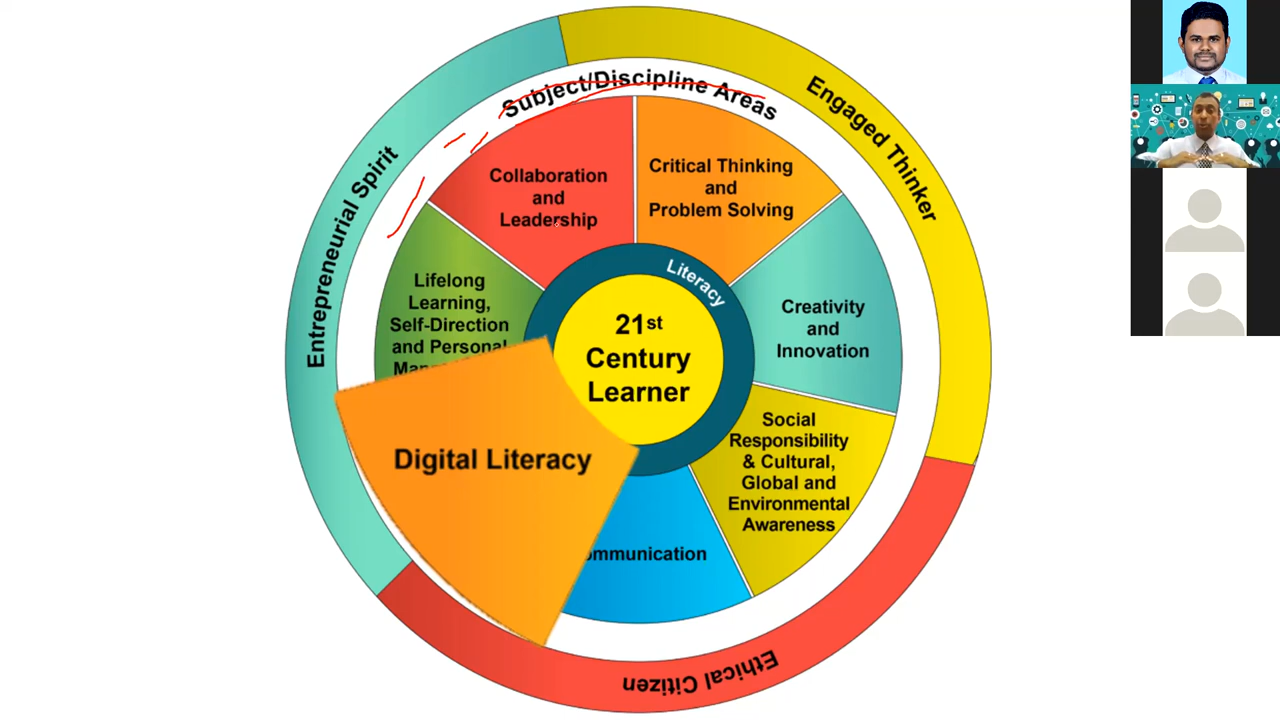 Subject/Discipline Areas
Engaged Thinker
Entrepreneurial Spirit
Ethical Citizen
Collaboration
and
Leadership
Critical Thinking
and
Problem Solving
Creativity
and
Innovation
Social
Responsibility
& Cultural,
Global and
Environmental
Awareness
ommunication
Digital Literacy
Lifelong
Learning,
Self-Direction
and Personal
Literacy
21st
Century
Learner